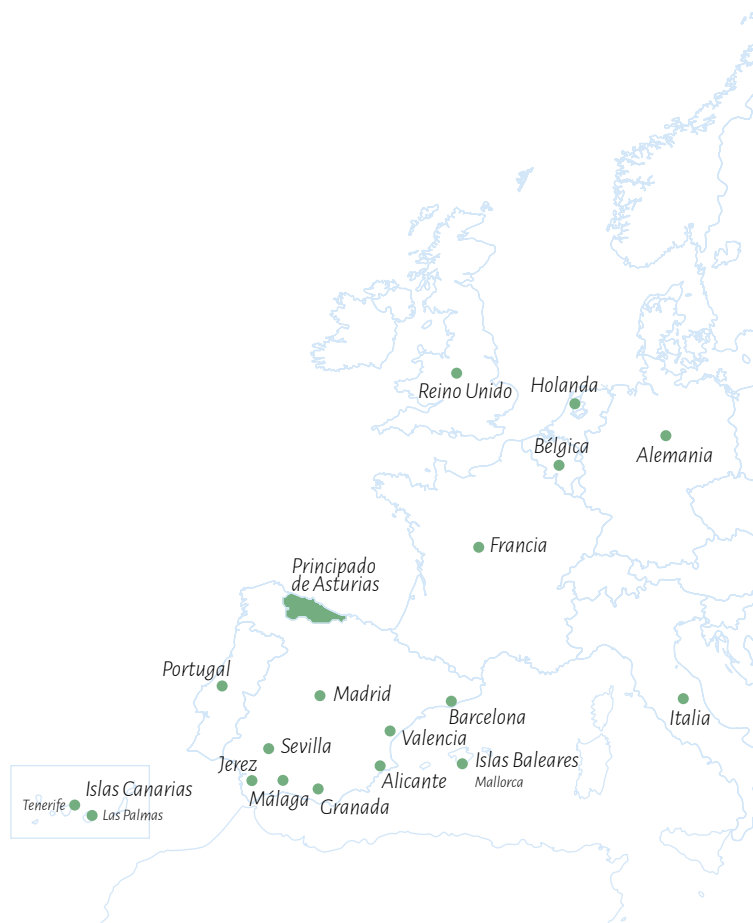 Holanda
Reino Unido
Bélgica
Alemania
Francia
Principado
de Asturias
Portugal
Madrid
Barcelona
Italia
Valencia
Sevilla
Islas Baleares
Mallorca
Jerez
Alicante
Málaga
Granada
Islas Canarias
Tenerife
Las Palmas